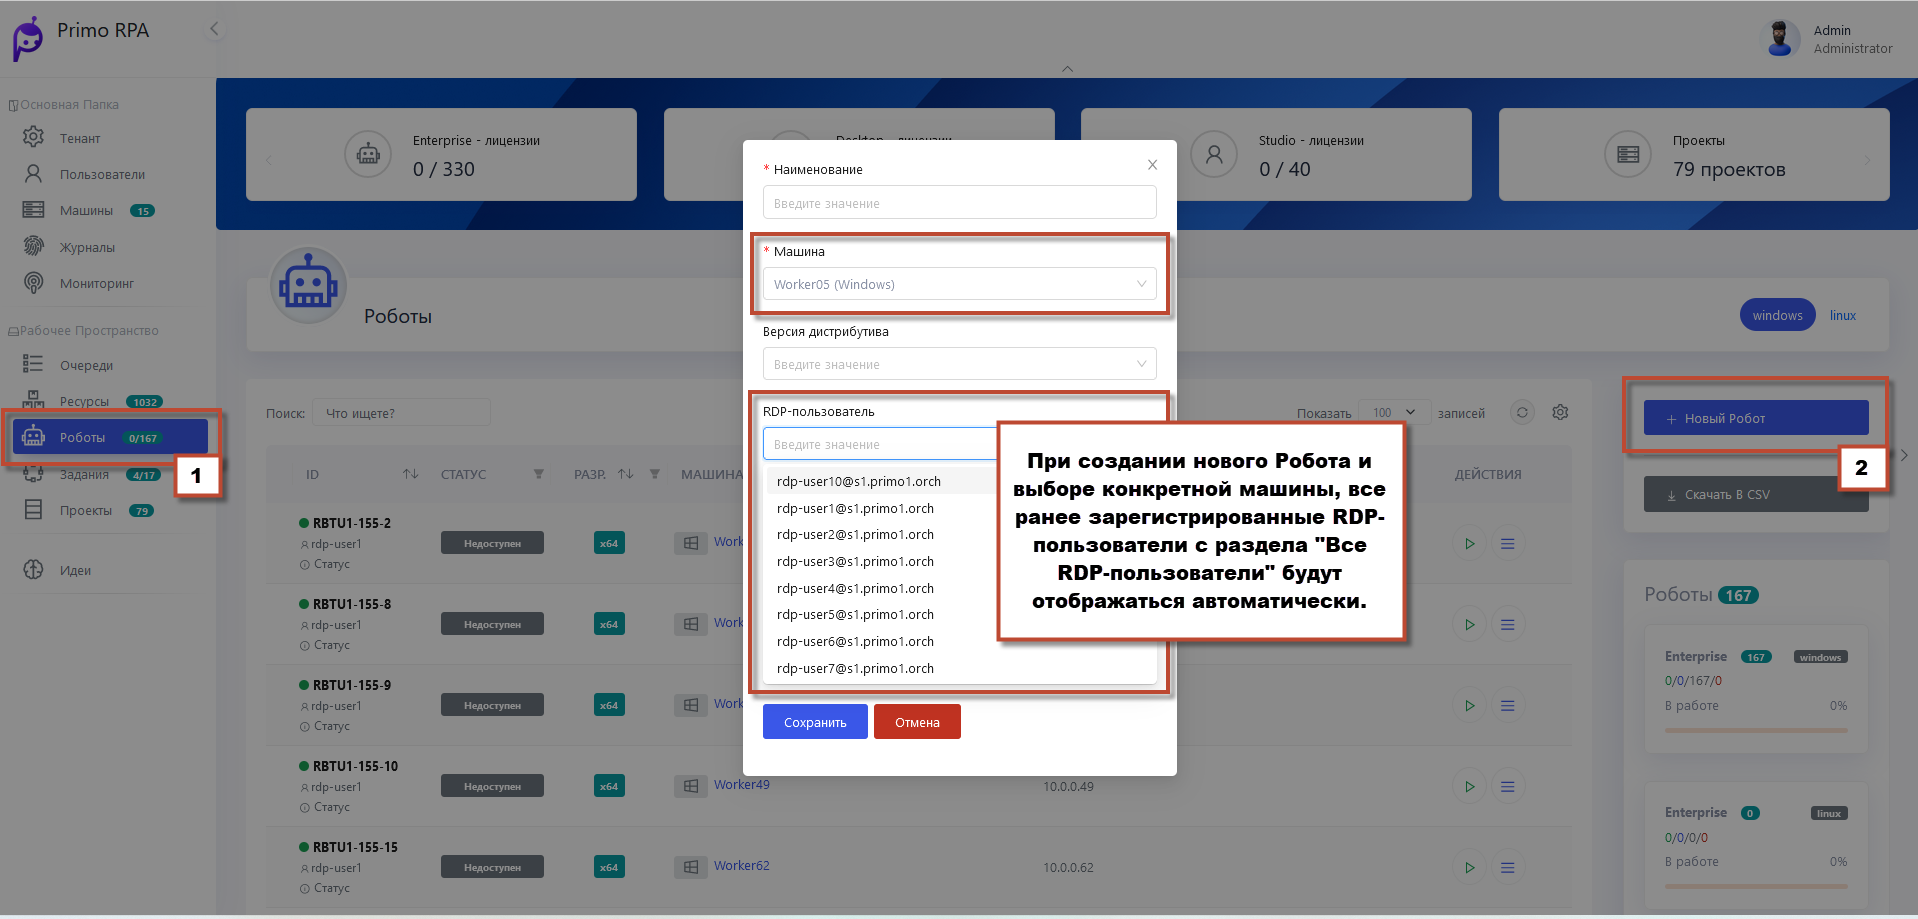 Primo RPA
Admin
Administrator
Основная Папка
Тенант
Пользователи
Машины 15
Журналы
Мониторинг
Рабочее Пространство
Очереди
Ресурсы 1032
Роботы 0/167
1
Задания 4/17
Проекты 79
Идеи
Enterprise - лицензии
0 / 330
Desktop - лицензии
Studio - лицензии
0 / 40
Проекты
79 проектов
Роботы
windows linux
Поиск: Что ищете?
Показать 100 записей
ID СТАТУС РАЗР. МАШИНА ДЕЙСТВИЯ
RBTU1-155-2
rdp-user1 Недоступен x64 Work
Статус
RBTU1-155-8
rdp-user1 Недоступен x64 Work
Статус
RBTU1-155-9
rdp-user1 Недоступен x64 Work
Статус
RBTU1-155-10
rdp-user1 Недоступен x64 Worker49 10.0.0.49
Статус
RBTU1-155-15
rdp-user1 Недоступен x64 Worker62 10.0.0.62
Статус
* Наименование
Введите значение
* Машина
Worker05 (Windows)
Версия дистрибутива
Введите значение
RDP-пользователь
Введите значение
rdp-user10@s1.primo1.orch
rdp-user1@s1.primo1.orch
rdp-user2@s1.primo1.orch
rdp-user3@s1.primo1.orch
rdp-user4@s1.primo1.orch
rdp-user5@s1.primo1.orch
rdp-user6@s1.primo1.orch
rdp-user7@s1.primo1.orch
Сохранить Отмена
При создании нового Робота и
выборе конкретной машины, все
ранее зарегистрированные RDP-
пользователи с раздела "Все
RDP-пользователи" будут
отображаться автоматически.
+ Новый Робот
2
Скачать В CSV
Роботы 167
Enterprise 167 windows
0/0/167/0
В работе 0%
Enterprise 0 linux
0/0/0/0
В работе 0%